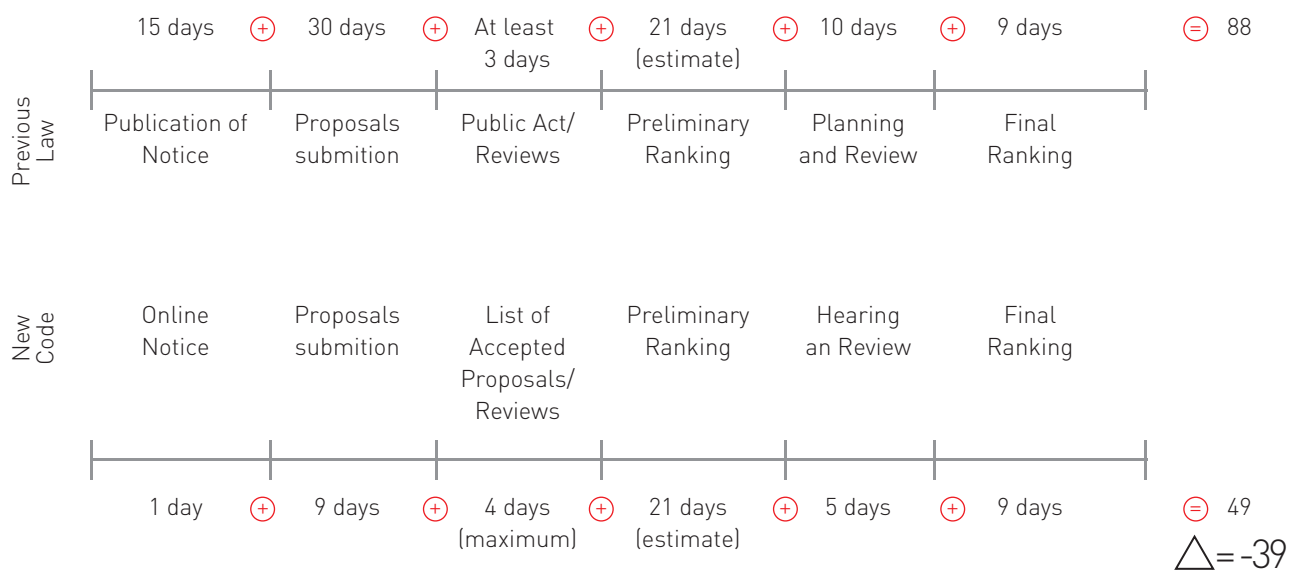 15 days + 30 days + At least + 21 days + 10 days + 9 days = 88
3 days (estimate)
Previous
Law
Publication of Proposals Public Act/ Preliminary Planning Final
Notice submition Reviews Ranking and Review Ranking
New
Code
Online Proposals List of Preliminary Hearing Final
Notice submition Accepted Ranking an Review Ranking
Proposals/
Reviews
1 day + 9 days + 4 days + 21 days + 5 days + 9 days = 49
(maximum) (estimate)
△= -39